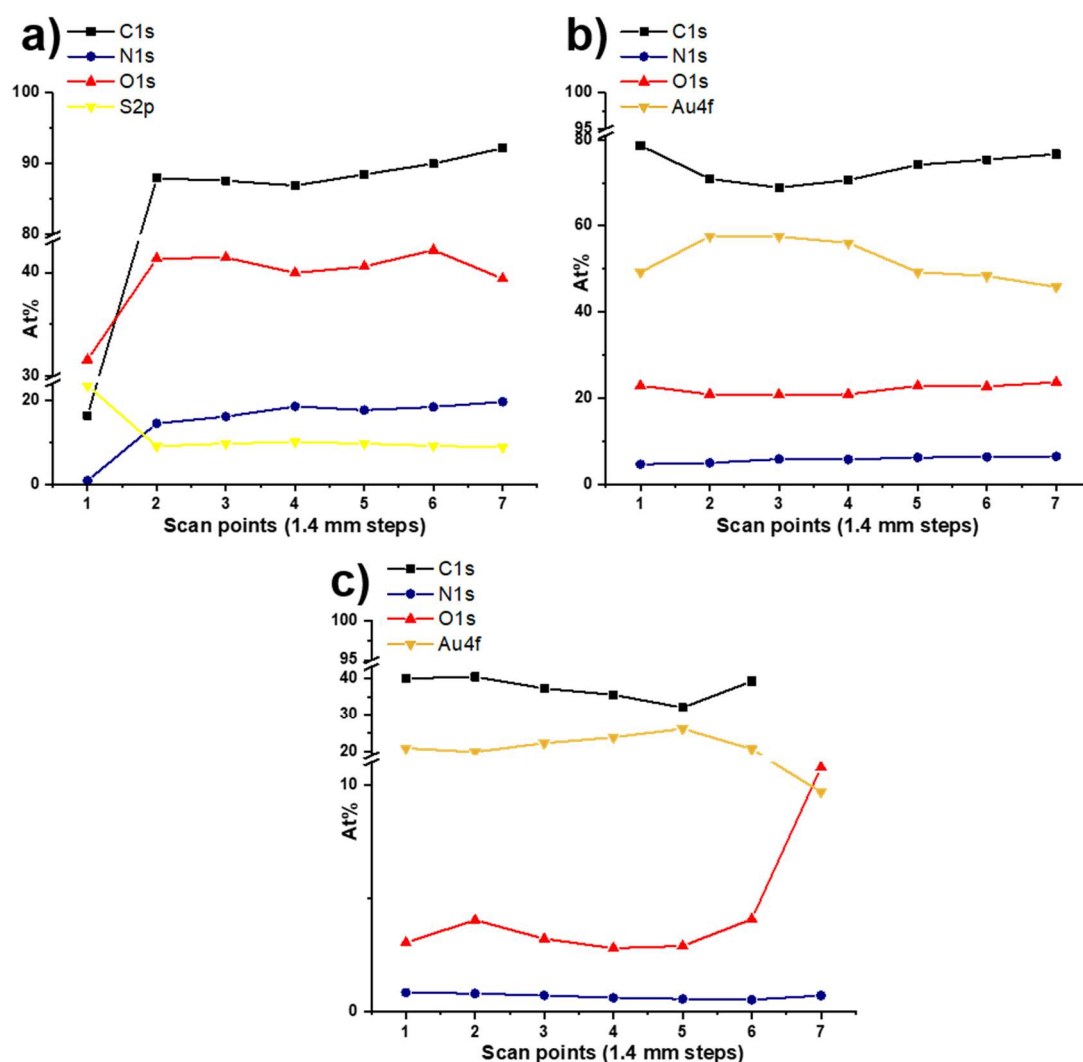 a)
C1s
N1s
O1s
S2p
100
90
80
40
30
20
10
0
At%
1 2 3 4 5 6 7
Scan points (1.4 mm steps)
b)
C1s
N1s
O1s
Au4f
100
95
80
60
40
20
0
At%
1 2 3 4 5 6 7
Scan points (1.4 mm steps)
c)
C1s
N1s
O1s
Au4f
100
95
40
30
20
10
0
At%
1 2 3 4 5 6 7
Scan points (1.4 mm steps)